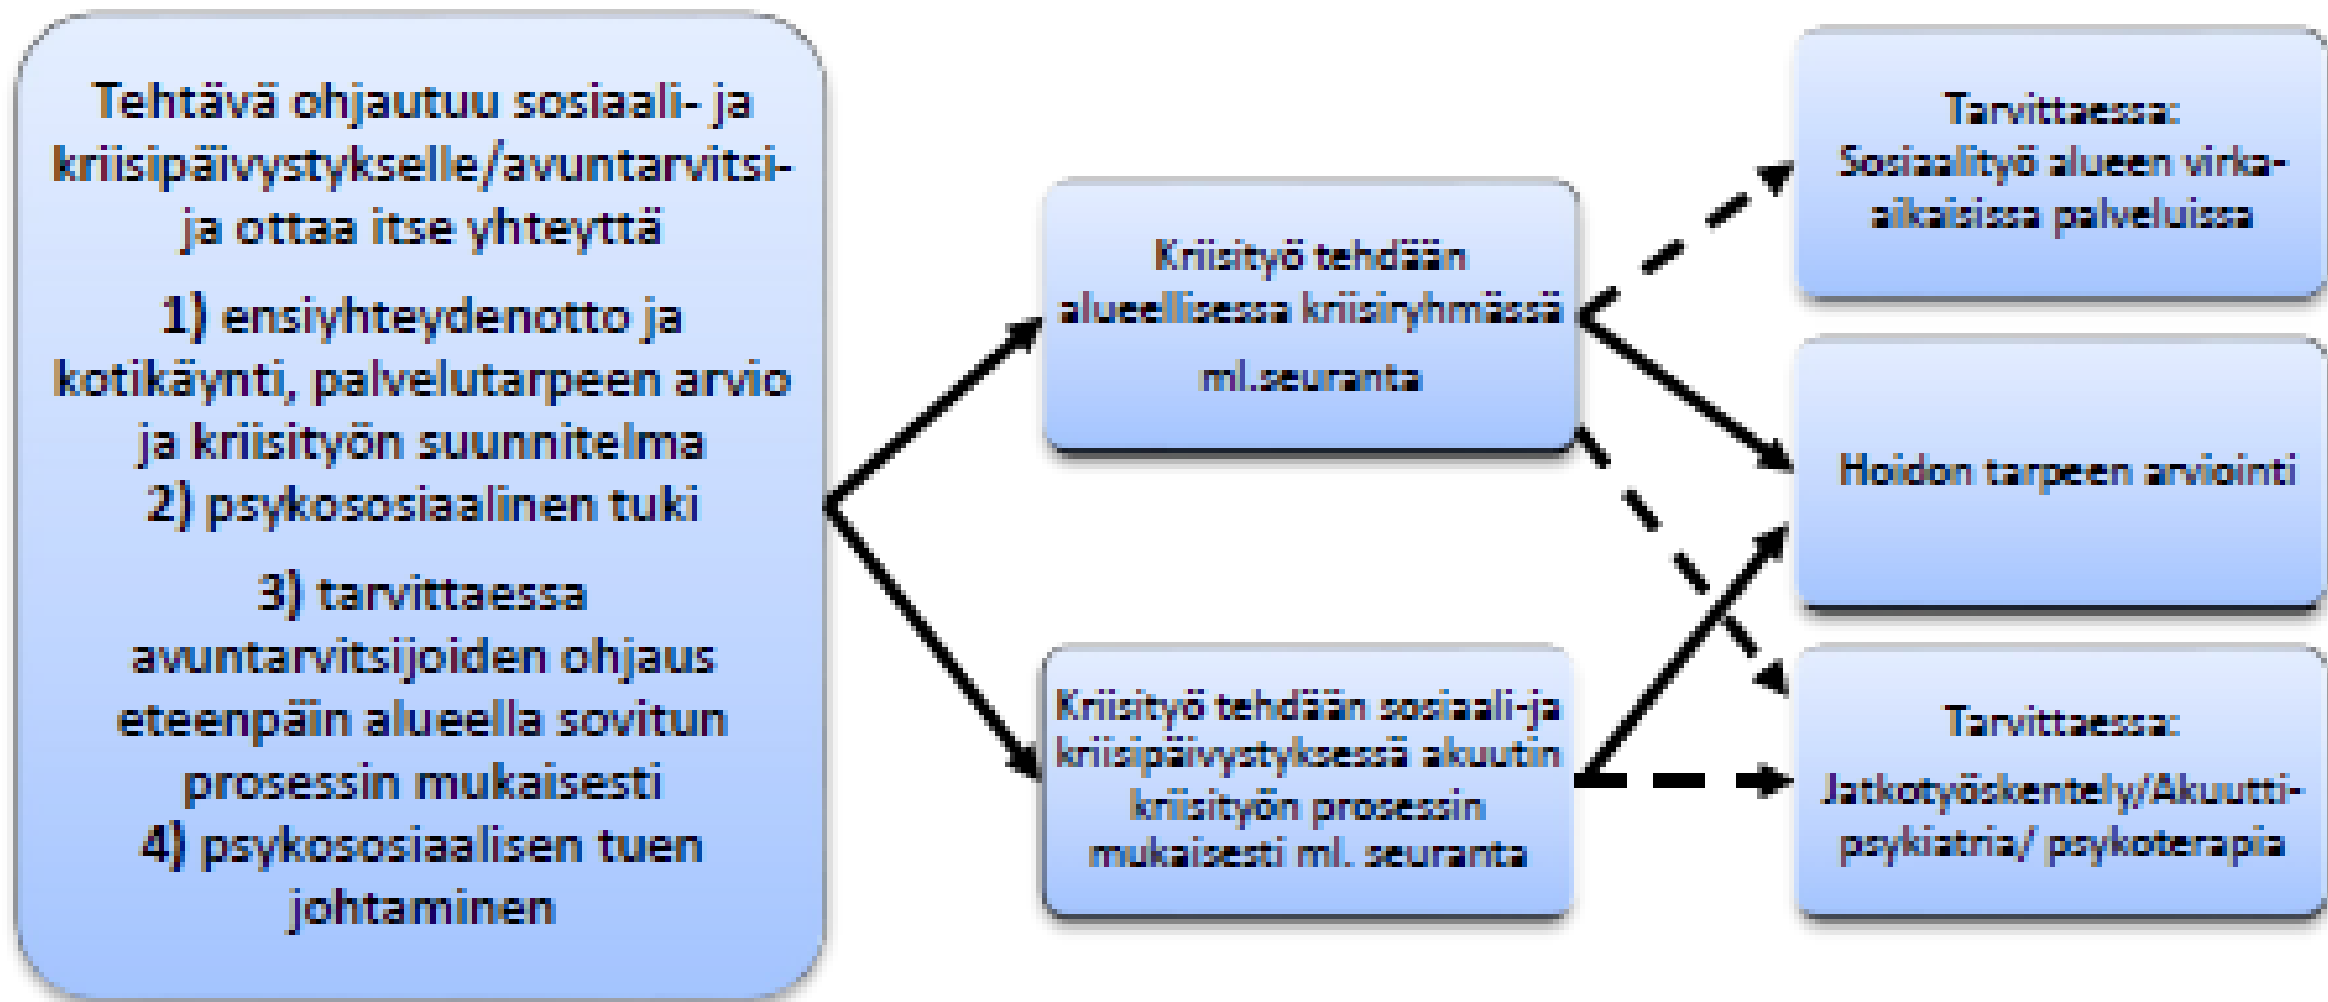 Tehtävä ohjautuu sosiaali- ja
kriisipäivystykselle/avuntarvitsi-
ja ottaa itse yhteyttä
1) ensiyhteydenotto ja
kotikäynti, palvelutarpeen arvio
ja kriisityön suunnitelma
2) psykososiaalinen tuki
3) tarvittaessa
avuntarvitsijoiden ohjaus
eteenpäin alueella sovitun
prosessin mukaisesti
4) psykososiaalisen tuen
johtaminen
Kriisityö tehdään
alueellisessa kriisiryhmässä
ml.seuranta
Kriisityö tehdään sosiaali-ja
kriisipäivystyksessä akuutin
kriisityön prosessin
mukaisesti ml. seuranta
Tarvittaessa:
Sosiaalityö alueen virka-
aikaisissa palveluissa
Hoidon tarpeen arviointi
Tarvittaessa:
Jatkotyöskentely/Akuutti-
psykiatria/ psykoterapia